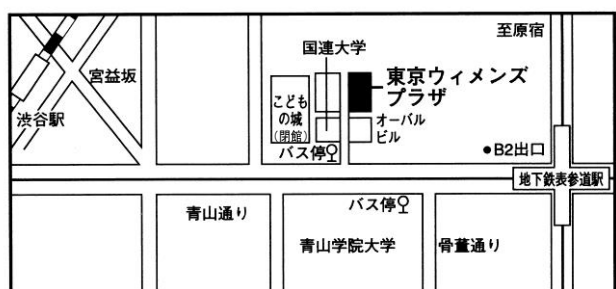 至原宿
国連大学
宮益坂
東京ウィメンズ
プラザ
渋谷駅
こども
の城
(閉館)
オーバル
ビル
バス停
B2出口
地下鉄表参道駅
青山通り
バス停
青山学院大学
骨董通り